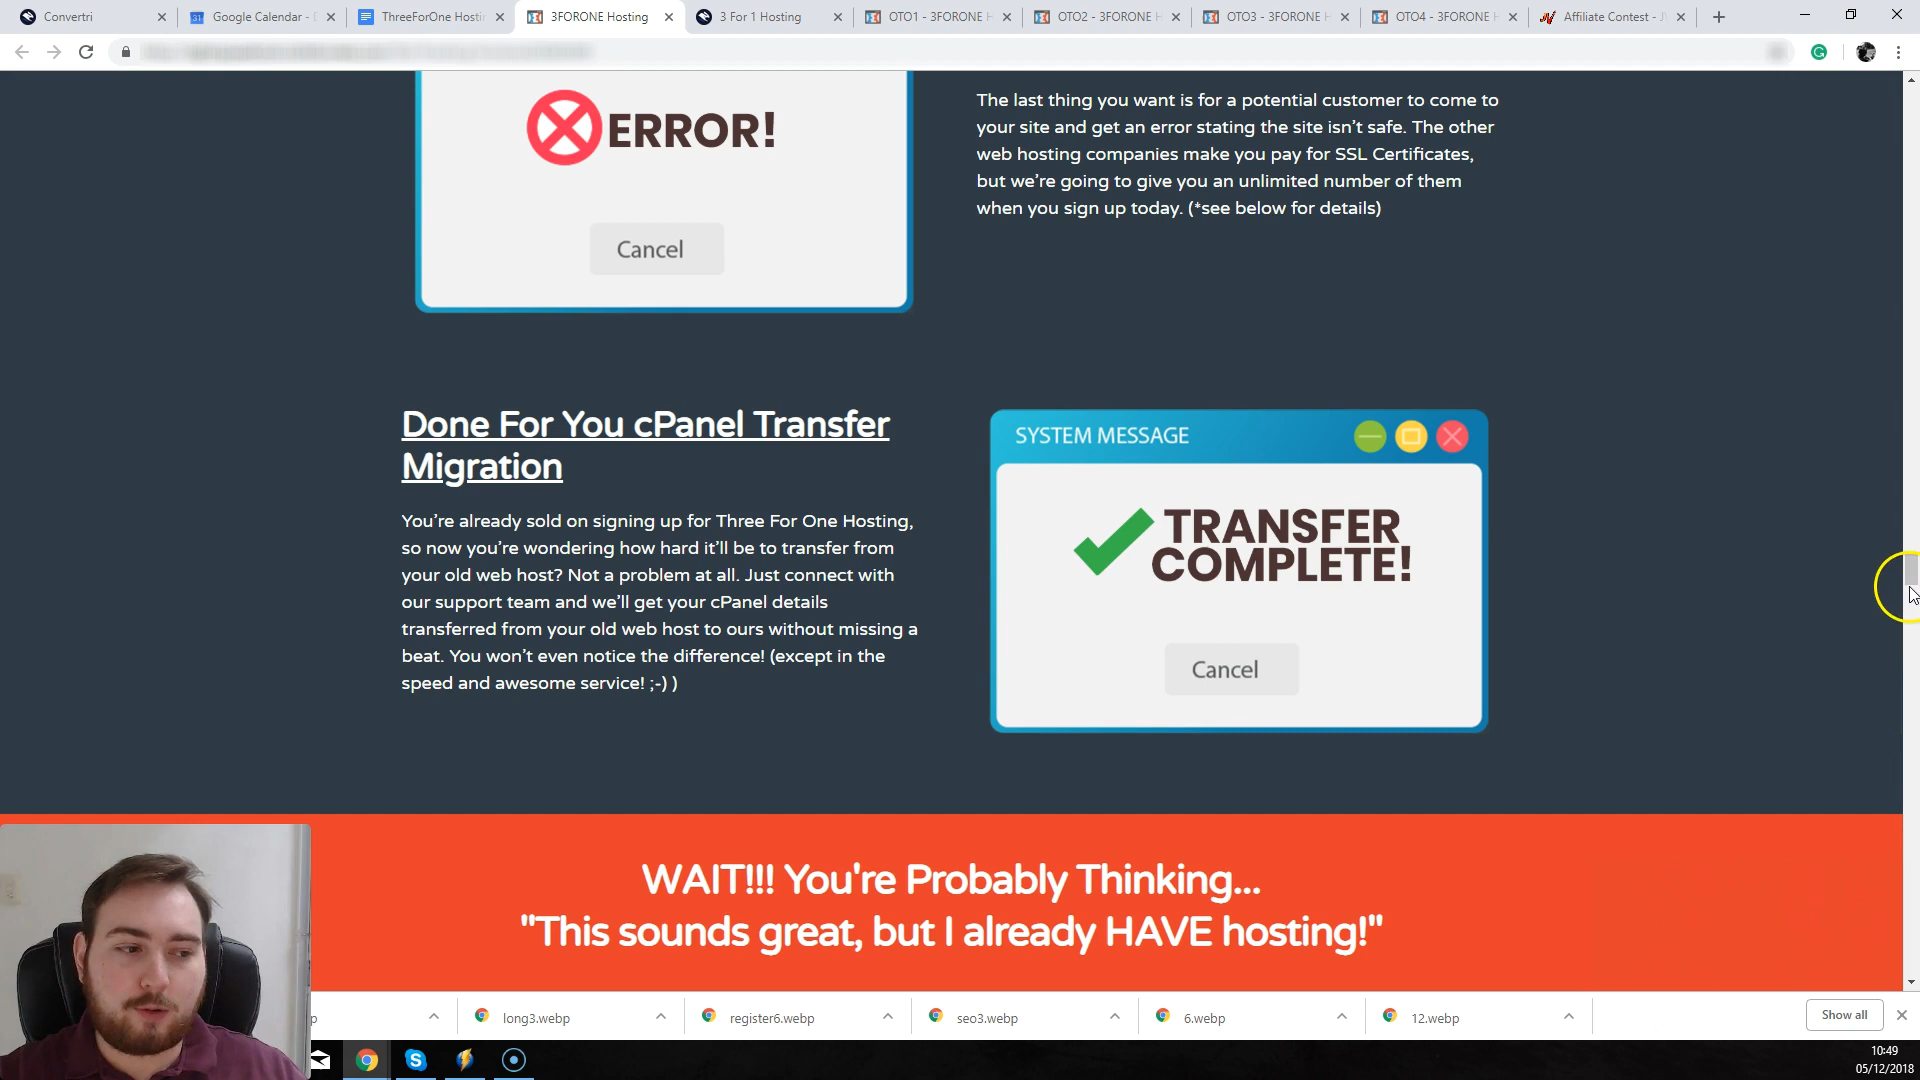 Convertri
Google Calendar - D
ThreeForOne Hostin
3FORONE Hosting
3 For 1 Hosting
OTO1 - 3FORONE H
OTO2 - 3FORONE H
OTO3 - 3FORONE H
OTO4 - 3FORONE H
Affiliate Contest - JV
ERROR!
Cancel
The last thing you want is for a potential customer to come to
your site and get an error stating the site isn't safe. The other
web hosting companies make you pay for SSL Certificates,
but we're going to give you an unlimited number of them
when you sign up today. (*see below for details)
Done For You cPanel Transfer
Migration
You're already sold on signing up for Three For One Hosting,
so now you're wondering how hard it'll be to transfer from
your old web host? Not a problem at all. Just connect with
our support team and we'll get your cPanel details
transferred from your old web host to ours without missing a
beat. You won't even notice the difference! (except in the
speed and awesome service! ;-) )
SYSTEM MESSAGE
TRANSFER
COMPLETE!
Cancel
WAIT!!! You're Probably Thinking...
"This sounds great, but I already HAVE hosting!"
p
long3.webp
register6.webp
seo3.webp
6.webp
12.webp
Show all
10:49
05/12/2018